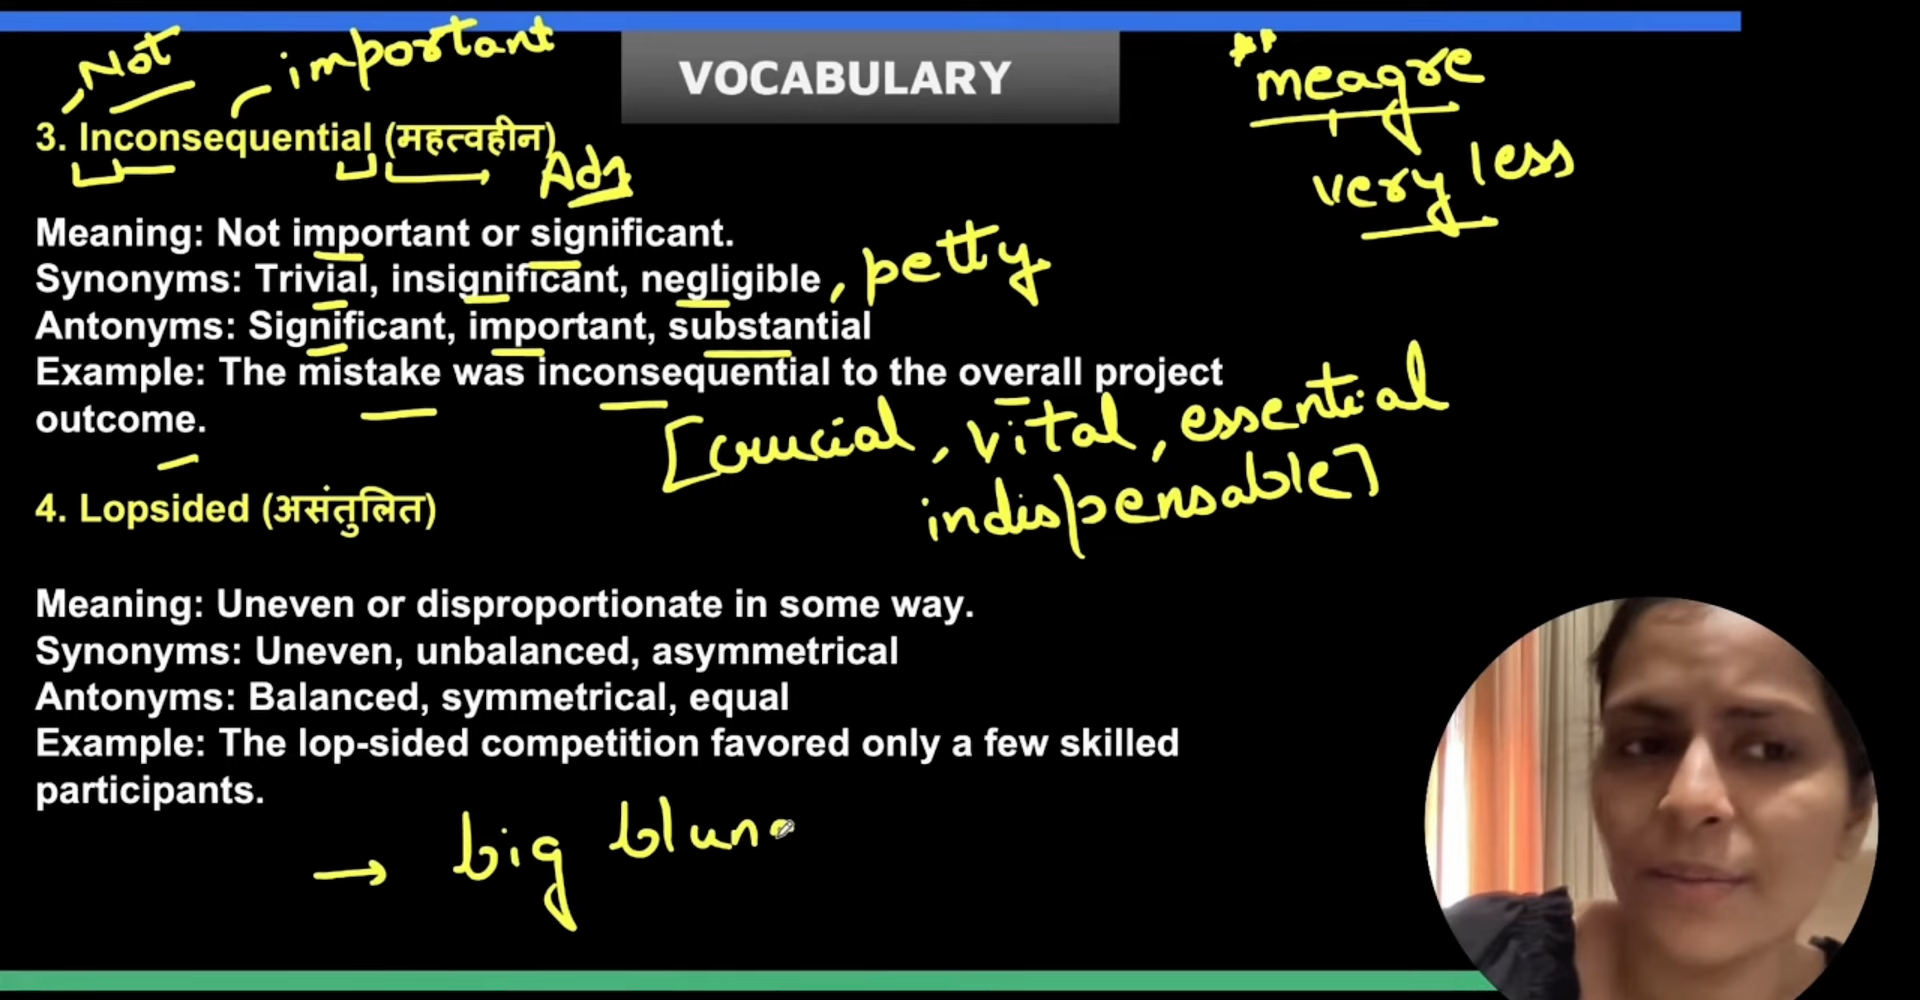 Not important
VOCABULARY
** meagre
very less
3. Inconsequential (महत्वहीन)
Adj
Meaning: Not important or significant.
Synonyms: Trivial, insignificant, negligible , petty
Antonyms: Significant, important, substantial
Example: The mistake was inconsequential to the overall project
outcome.
[crucial, vital, essential
indispensable]
4. Lopsided (असंतुलित)
Meaning: Uneven or disproportionate in some way.
Synonyms: Uneven, unbalanced, asymmetrical
Antonyms: Balanced, symmetrical, equal
Example: The lop-sided competition favored only a few skilled
participants.
→ big blun